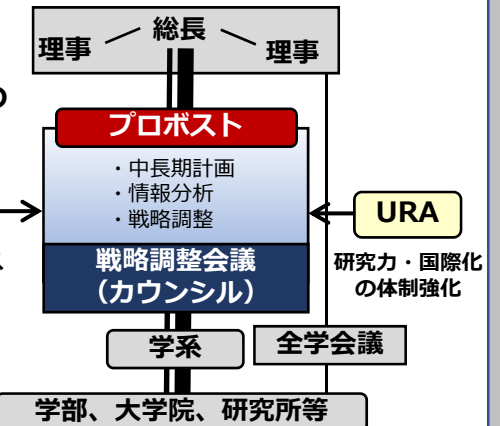 総長
理事
理事
プロボスト
・中長期計画
・情報分析
・戦略調整
戦略調整会議
（カウンシル）
URA
研究力・国際化
の体制強化
学系
全学会議
学部、大学院、研究所等